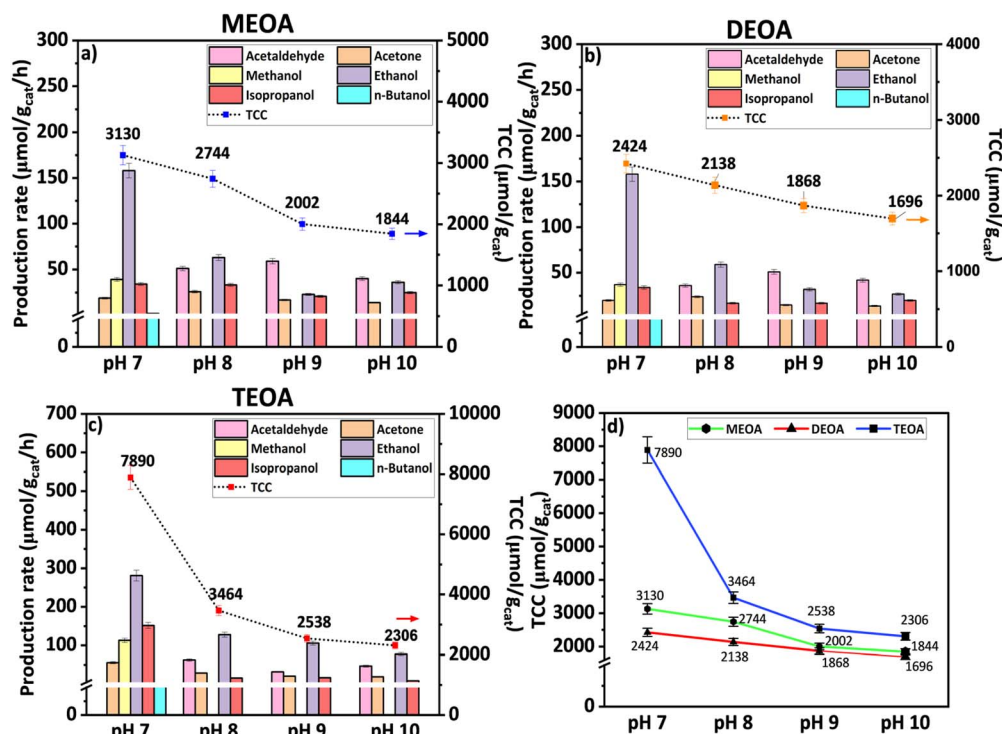 MEOA
a)
Acetaldehyde Acetone
Methanol Ethanol
Isopropanol n-Butanol
TCC
Production rate (μmol/gcat/h)
300
250
200
150
100
50
0
3130
2744
2002
1844
5000
4000
3000
2000
1000
0
TCC (μmol/gcat)
pH 7 pH 8 pH 9 pH 10
DEOA
b)
Acetaldehyde Acetone
Methanol Ethanol
Isopropanol n-Butanol
TCC
Production rate (μmol/gcat/h)
300
250
200
150
100
50
0
2424
2138
1868
1696
4000
3000
2000
1000
0
TCC (μmol/gcat)
pH 7 pH 8 pH 9 pH 10
TEOA
c)
Acetaldehyde Acetone
Methanol Ethanol
Isopropanol n-Butanol
TCC
Production rate (μmol/gcat/h)
700
600
500
400
300
200
100
0
7890
3464
2538
2306
10000
8000
6000
4000
2000
0
TCC
(μmol/gcat)
pH 7 pH 8 pH 9 pH 10
d)
MEOA DEOA TEOA
TCC (μmol/gcat)
9000
8000
7000
6000
5000
4000
3000
2000
0
7890
3464
2538
2306
3130
2744
2002
1844
2424
2138
1868
1696
pH 7 pH 8 pH 9 pH 10